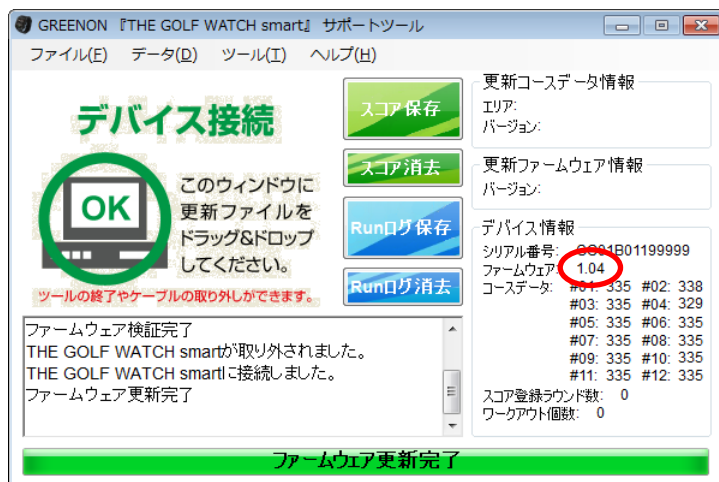 GREENON 『THE GOLF WATCH smart』 サポートツール
ファイル(F) データ(D) ツール(T) ヘルプ(H)
デバイス接続
OK
このウィンドウに
更新ファイルを
ドラッグ&ドロップ
してください。
ツールの終了やケーブルの取り外しができます。
スコア保存
スコア消去
Runログ保存
Runログ消去
更新コースデータ情報
エリア:
バージョン:
更新ファームウェア情報
バージョン:
デバイス情報
シリアル番号: GS01B01199999
ファームウェア: 1.04
コースデータ: #01: 335 #02: 338
#03: 335 #04: 329
#05: 335 #06: 335
#07: 335 #08: 335
#09: 335 #10: 335
#11: 335 #12: 335
スコア登録ラウンド数: 0
ワークアウト個数: 0
ファームウェア検証完了
THE GOLF WATCH smartが取り外されました。
THE GOLF WATCH smartに接続しました。
ファームウェア更新完了
ファームウェア更新完了